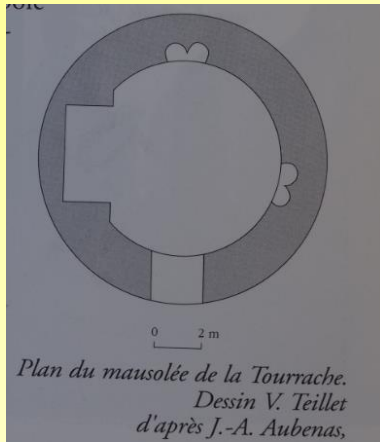 0 2 m
Plan du mausolée de la Tourrache.
Dessin V. Teillet
d'après J.-A. Aubenas,